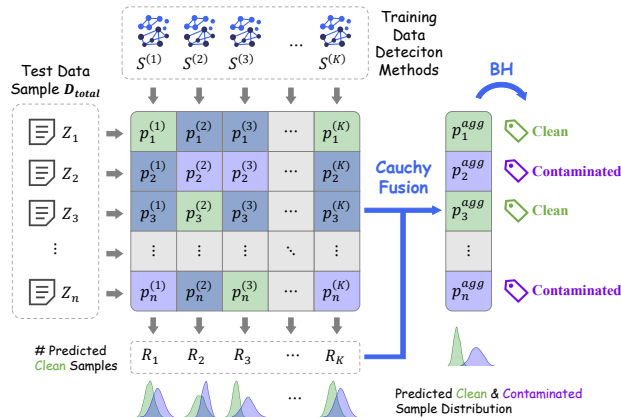 Training
Data
Deteciton
Methods
S^(1) S^(2) S^(3) ... S^(K)
Test Data
Sample D_total
BH
Z_1 p_1^(1) p_1^(2) p_1^(3) ... p_1^(K) p_1^agg Clean
Z_2 p_2^(1) p_2^(2) p_2^(3) ... p_2^(K) p_2^agg Contaminated
Cauchy
Fusion
Z_3 p_3^(1) p_3^(2) p_3^(3) ... p_3^(K) p_3^agg Clean
⋮ ⋮ ⋮ ⋮ ⋱ ⋮ ⋮
Z_n p_n^(1) p_n^(2) p_n^(3) ... p_n^(K) p_n^agg Contaminated
# Predicted
Clean Samples
R_1 R_2 R_3 ... R_K
Predicted Clean & Contaminated
Sample Distribution